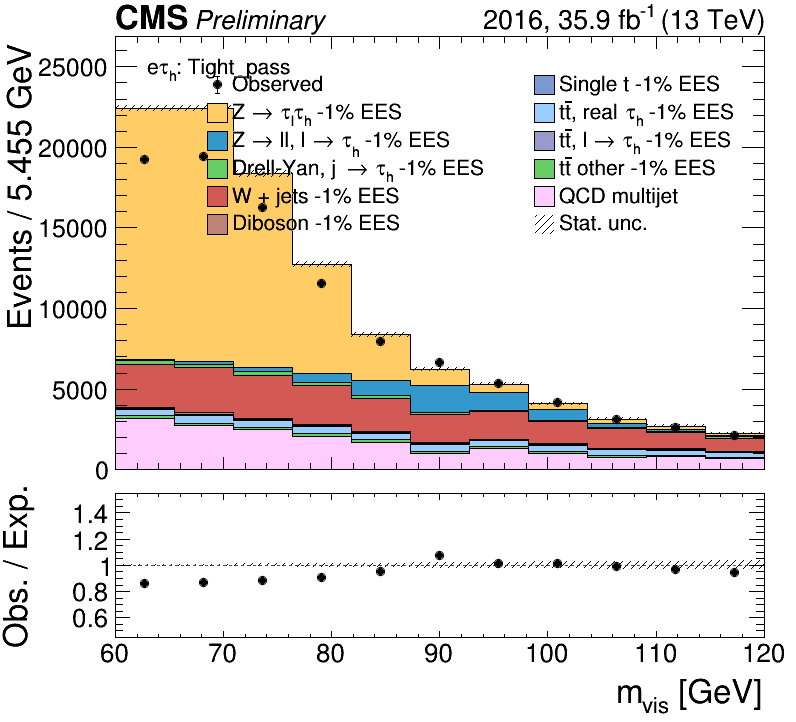 CMS Preliminary 2016, 35.9 fb⁻¹ (13 TeV)
Events / 5.455 GeV
25000
20000
15000
10000
5000
0
eτh: Tight_pass
Observed
Z → τlτh -1% EES
Z → ll, l → τh -1% EES
Drell-Yan, j → τh -1% EES
W + jets -1% EES
Diboson -1% EES
Single t -1% EES
tt̄, real τh -1% EES
tt̄, l → τh -1% EES
tt̄ other -1% EES
QCD multijet
Stat. unc.
Obs. / Exp.
1.4
1.2
1
0.8
0.6
60 70 80 90 100 110 120
mvis [GeV]